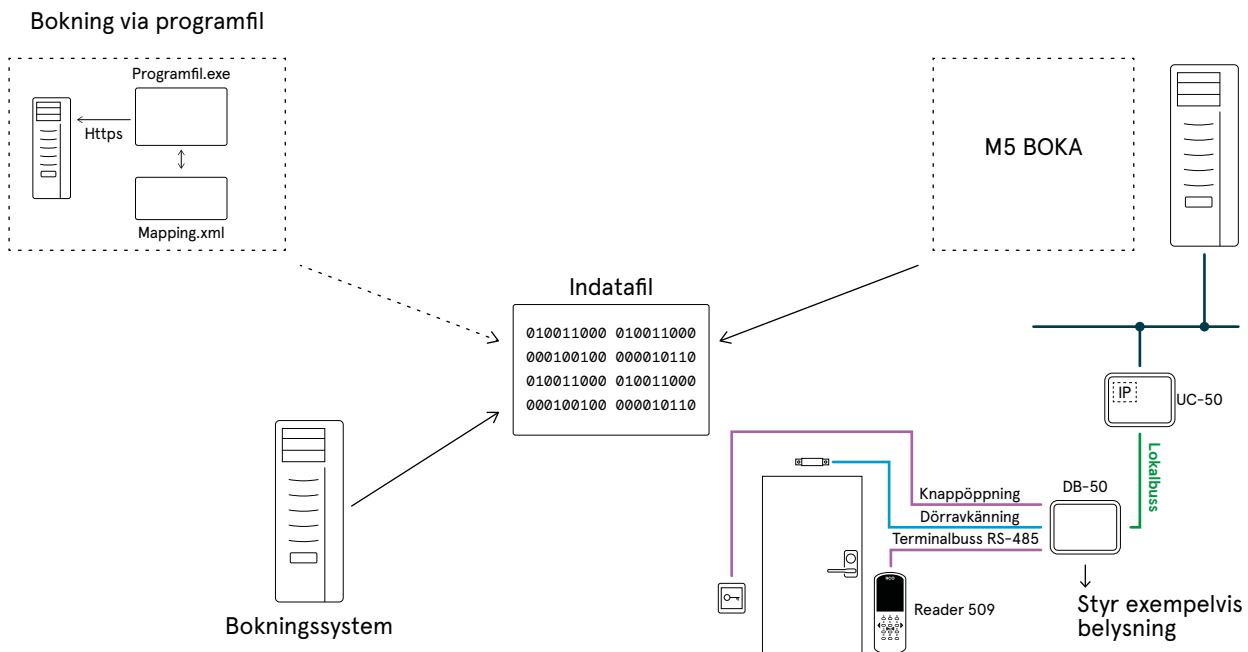 Bokning via programfil
Programfil.exe
Https
Mapping.xml
M5 BOKA
Indatafil
010011000 010011000
000100100 000010110
010011000 010011000
000100100 000010110
IP
UC-50
Lokalbuss
DB-50
Knappöppning
Dörravkänning
Terminalbuss RS-485
RCO
Reader 509
Styr exempelvis
belysning
Bokningssystem